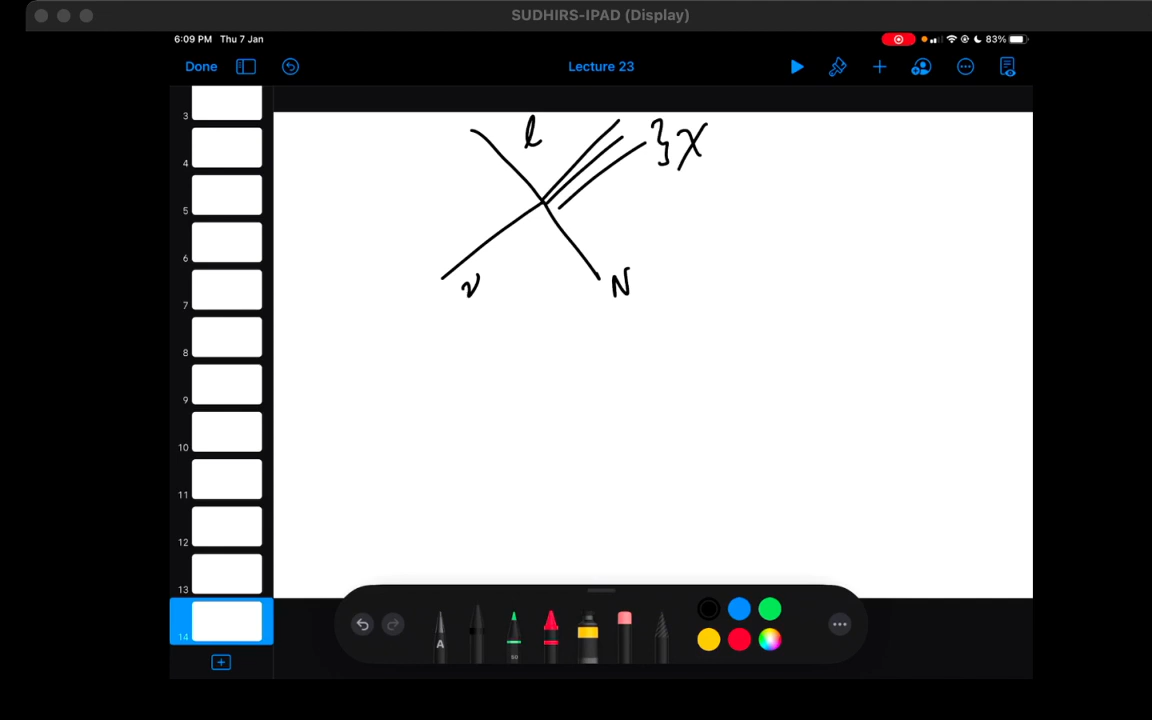 SUDHIRS-IPAD (Display)
6:09 PM Thu 7 Jan
83%
Done
Lecture 23
3
4
5
6
7
8
9
10
11
12
13
14
l
} X
ν
N
A
50